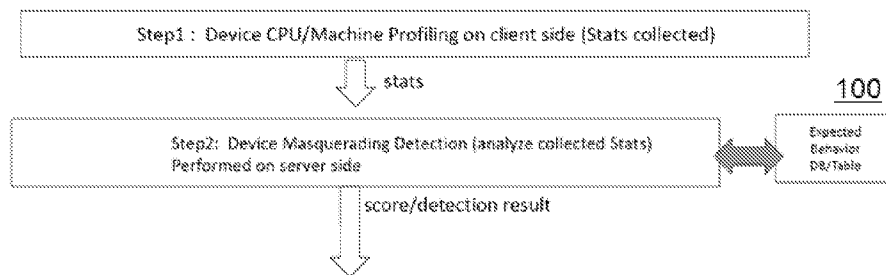 Step1 : Device CPU/Machine Profiling on client side (Stats collected)
stats
100
Step2: Device Masquerading Detection (analyze collected Stats)
Performed on server side
Expected
Behavior
DB/Table
score/detection result